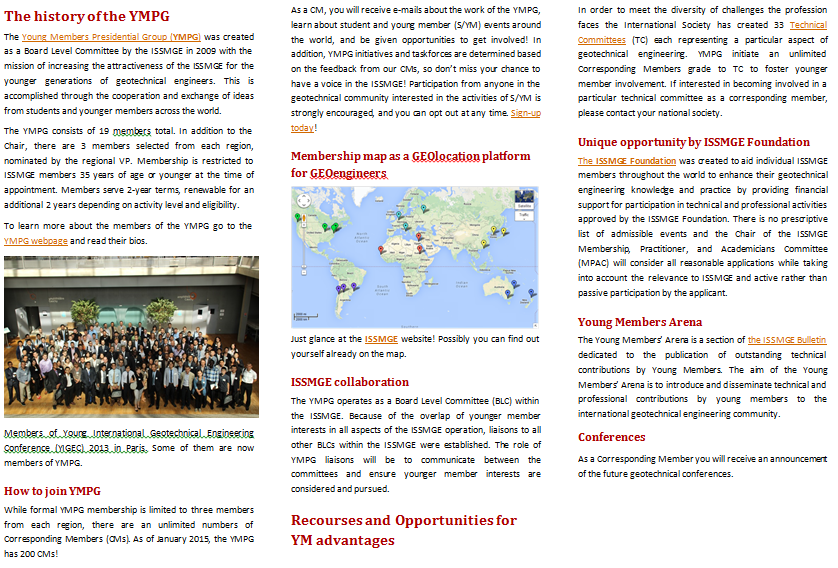 The history of the YMPG
The Young Members Presidential Group (YMPG) was created
as a Board Level Committee by the ISSMGE in 2009 with the
mission of increasing the attractiveness of the ISSMGE for the
younger generations of geotechnical engineers. This is
accomplished through the cooperation and exchange of ideas
from students and younger members across the world.
The YMPG consists of 19 members total. In addition to the
Chair, there are 3 members selected from each region,
nominated by the regional VP. Membership is restricted to
ISSMGE members 35 years of age or younger at the time of
appointment. Members serve 2-year terms, renewable for an
additional 2 years depending on activity level and eligibility.
To learn more about the members of the YMPG go to the
YMPG webpage and read their bios.
Members of Young International Geotechnical Engineering
Conference (YIGEC) 2013 in Paris. Some of them are now
members of YMPG.
How to join YMPG
While formal YMPG membership is limited to three members
from each region, there are an unlimited numbers of
Corresponding Members (CMs). As of January 2015, the YMPG
has 200 CMs!
As a CM, you will receive e-mails about the work of the YMPG,
learn about student and young member (S/YM) events around
the world, and be given opportunities to get involved! In
addition, YMPG initiatives and taskforces are determined based
on the feedback from our CMs, so don't miss your chance to
have a voice in the ISSMGE! Participation from anyone in the
geotechnical community interested in the activities of S/YM is
strongly encouraged, and you can opt out at any time. Sign-up
today!
Membership map as a GEOlocation platform
for GEOengineers
Just glance at the ISSMGE website! Possibly you can find out
yourself already on the map.
ISSMGE collaboration
The YMPG operates as a Board Level Committee (BLC) within
the ISSMGE. Because of the overlap of younger member
interests in all aspects of the ISSMGE operation, liaisons to all
other BLCs within the ISSMGE were established. The role of
YMPG liaisons will be to communicate between the
committees and ensure younger member interests are
considered and pursued.
Recourses and Opportunities for
YM advantages
In order to meet the diversity of challenges the profession
faces the International Society has created 33 Technical
Committees (TC) each representing a particular aspect of
geotechnical engineering. YMPG initiate an unlimited
Corresponding Members grade to TC to foster younger
member involvement. If interested in becoming involved in a
particular technical committee as a corresponding member,
please contact your national society.
Unique opportunity by ISSMGE Foundation
The ISSMGE Foundation was created to aid individual ISSMGE
members throughout the world to enhance their geotechnical
engineering knowledge and practice by providing financial
support for participation in technical and professional activities
approved by the ISSMGE Foundation. There is no prescriptive
list of admissible events and the Chair of the ISSMGE
Membership, Practitioner, and Academicians Committee
(MPAC) will consider all reasonable applications while taking
into account the relevance to ISSMGE and active rather than
passive participation by the applicant.
Young Members Arena
The Young Members' Arena is a section of the ISSMGE Bulletin
dedicated to the publication of outstanding technical
contributions by Young Members. The aim of the Young
Members' Arena is to introduce and disseminate technical and
professional contributions by young members to the
international geotechnical engineering community.
Conferences
As a Corresponding Member you will receive an announcement
of the future geotechnical conferences.